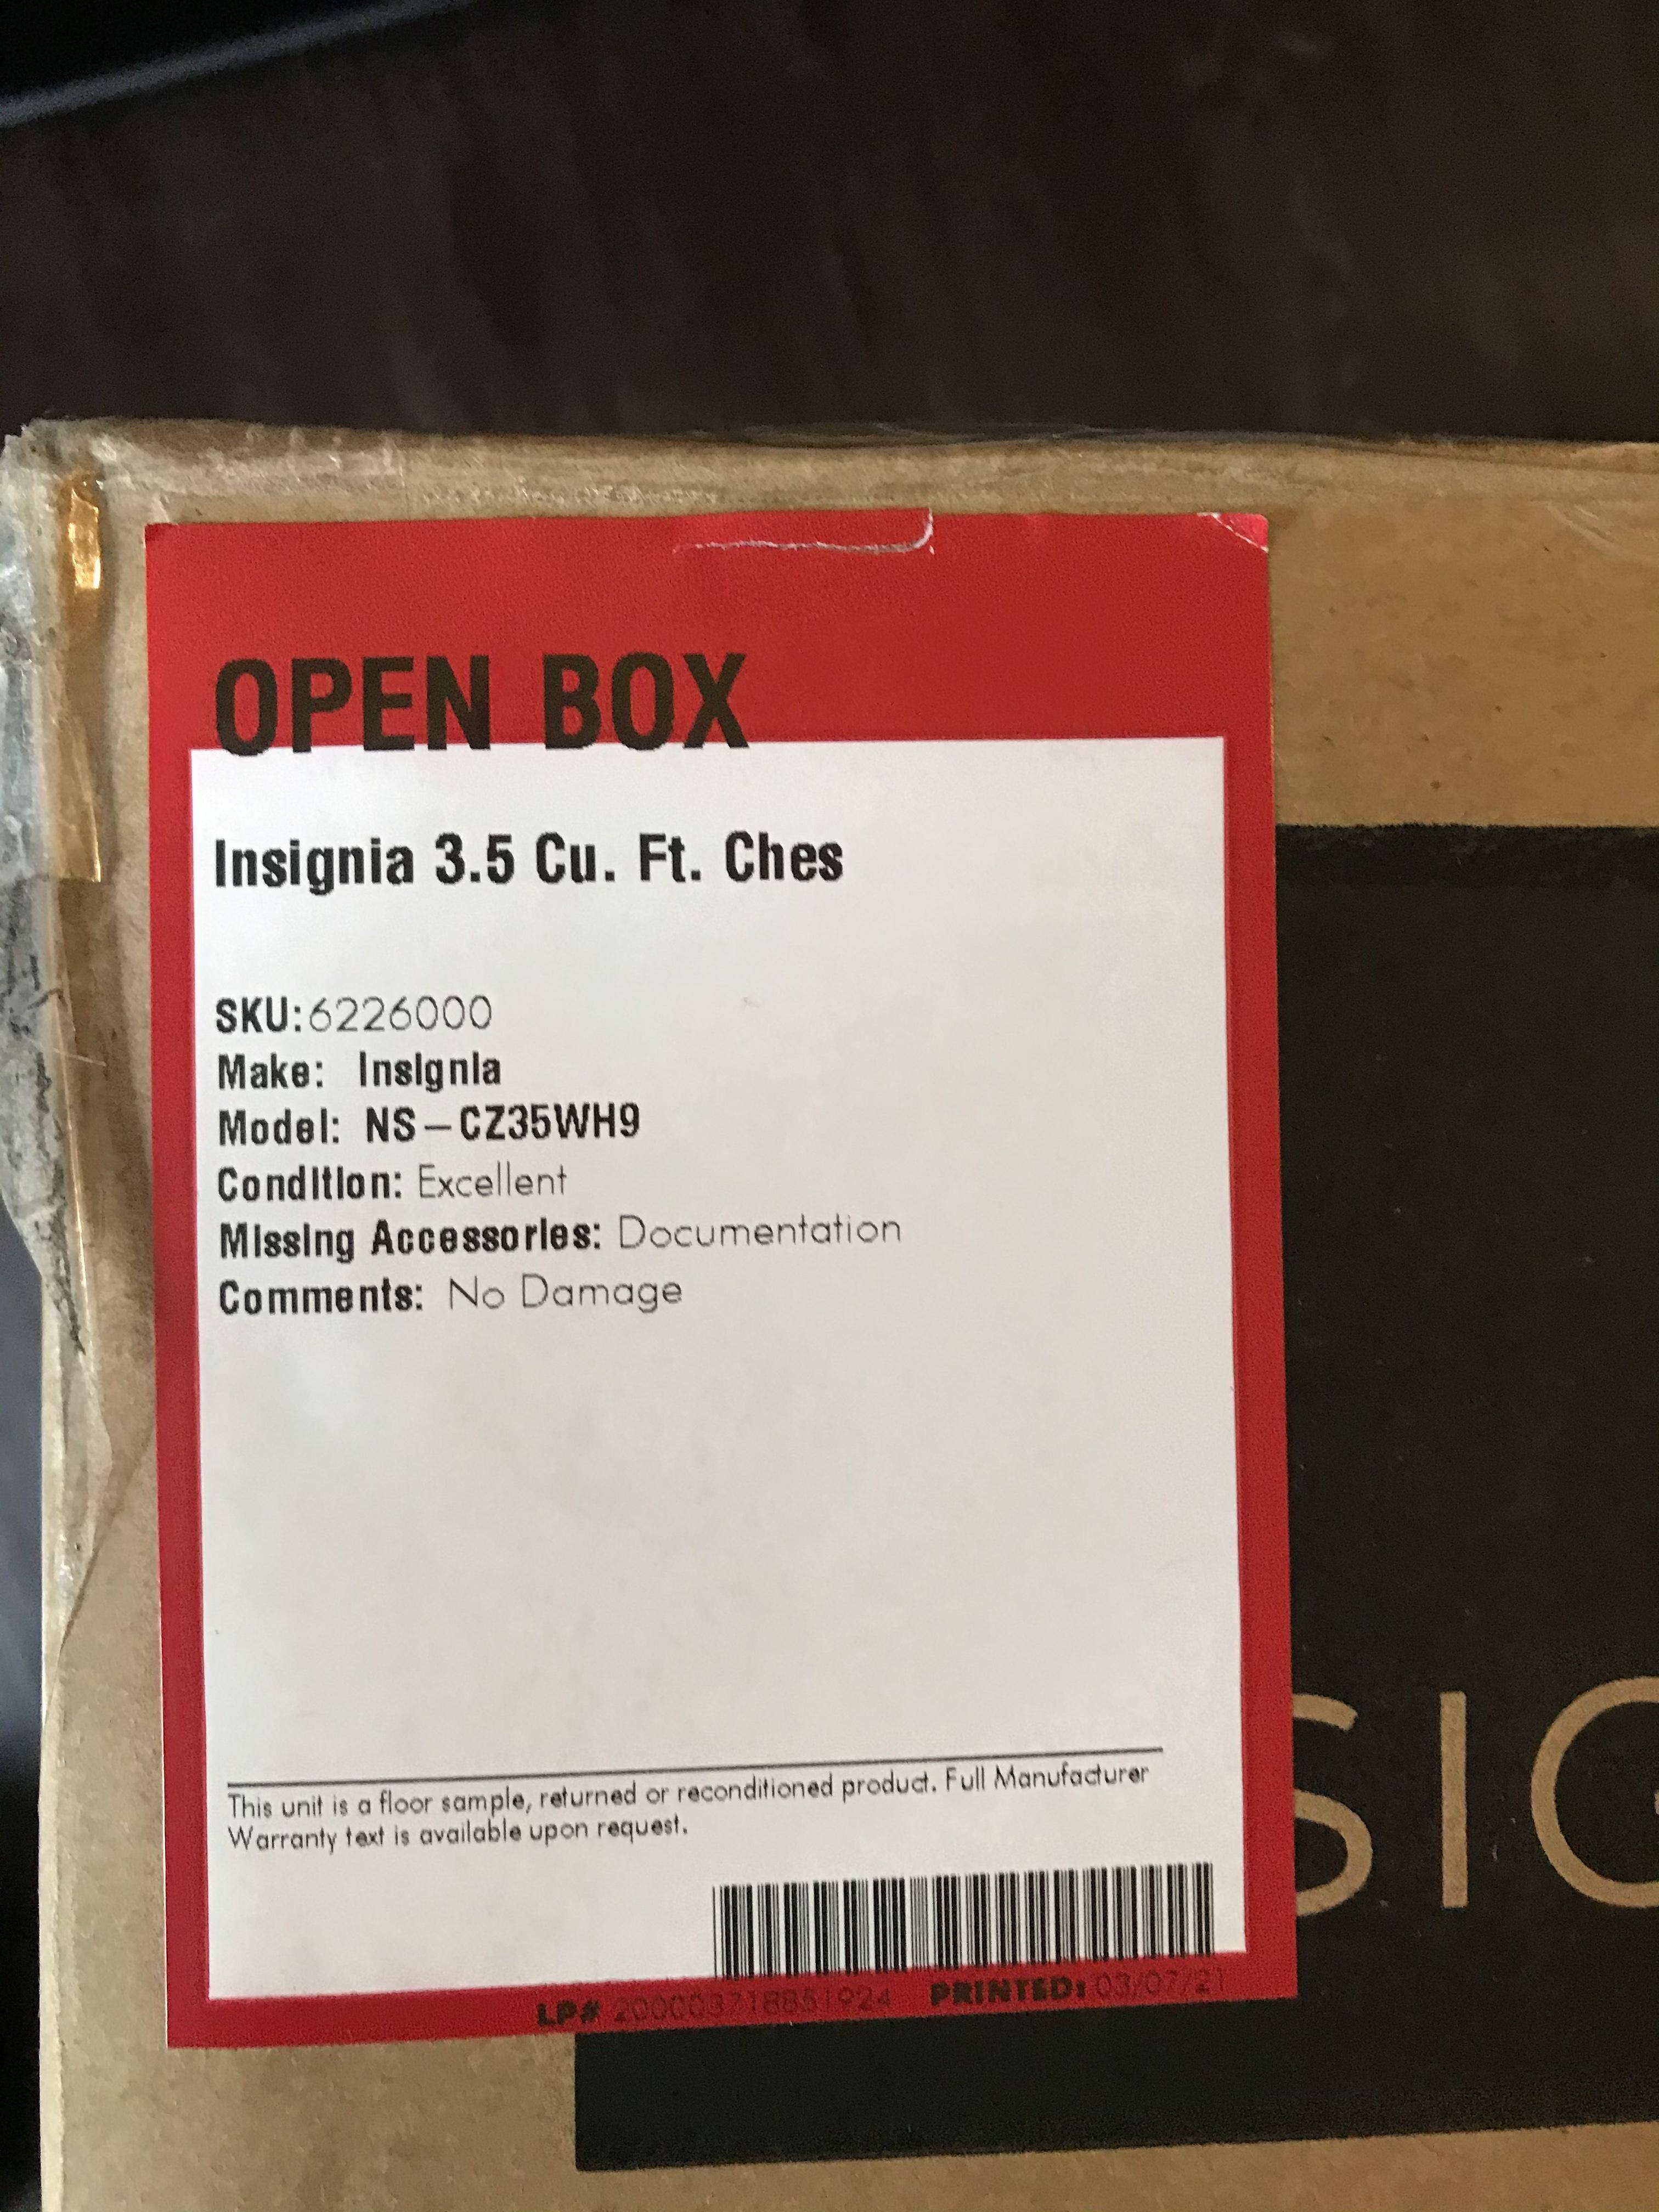 OPEN BOX
Insignia 3.5 Cu. Ft. Ches
SKU:6226000
Make: Insignia
Model: NS-CZ35WH9
Condition: Excellent
Missing Accessories: Documentation
Comments: No Damage
This unit is a floor sample, returned or reconditioned product. Full Manufacturer
Warranty text is available upon request.
LP# 200003718851924 PRINTED: 03/07/21
SIG